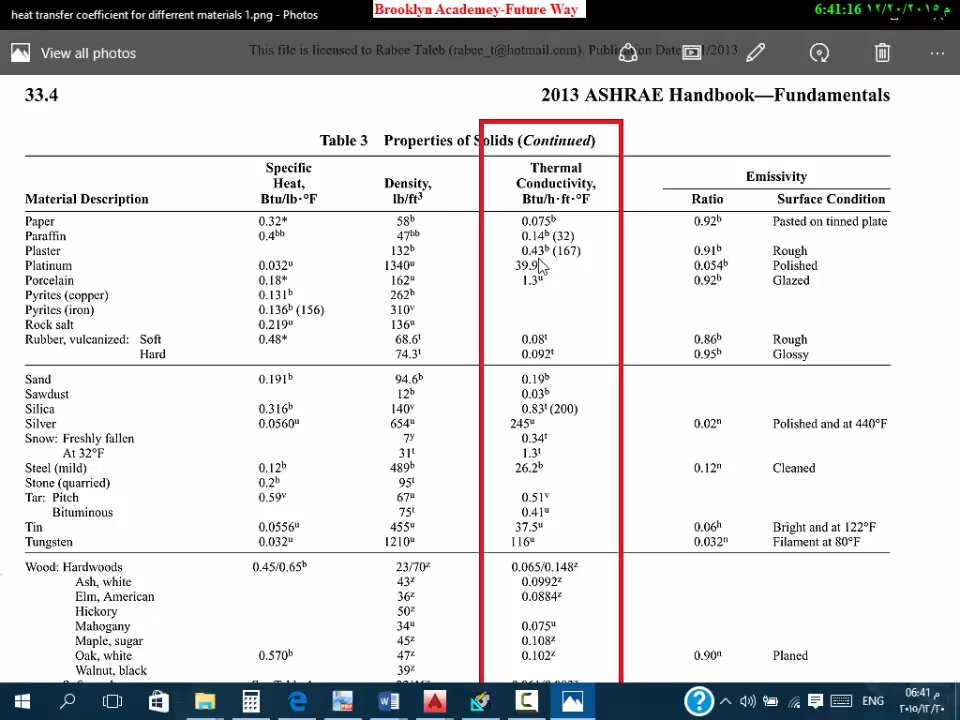 heat transfer coefficient for differrent materials 1.png - Photos
Brooklyn Academey-Future Way
6:41:16 ١٢/٢٠/٢٠١٥ م
View all photos
This file is licensed to Rabee Taleb (rabee_t@hotmail.com). Date 1/2013
33.4 2013 ASHRAE Handbook—Fundamentals
Table 3 Properties of Solids (Continued)
Material Description Specific Heat, Btu/lb·°F Density, lb/ft³ Thermal Conductivity, Btu/h·ft·°F Emissivity Ratio Surface Condition
Paper 0.32* 58b 0.075b 0.92b Pasted on tinned plate
Paraffin 0.4bb 47bb 0.14b (32)
Plaster 132b 0.43b (167) 0.91b Rough
Platinum 0.032u 1340u 39.9 0.054b Polished
Porcelain 0.18* 162u 1.3u 0.92b Glazed
Pyrites (copper) 0.131b 262b
Pyrites (iron) 0.136b (156) 310v
Rock salt 0.219u 136u
Rubber, vulcanized: Soft 0.48* 68.6t 0.08t 0.86b Rough
Hard 74.3t 0.092t 0.95b Glossy
Sand 0.191b 94.6b 0.19b
Sawdust 12b 0.03b
Silica 0.316b 140v 0.83t (200)
Silver 0.0560u 654u 245u 0.02n Polished and at 440°F
Snow: Freshly fallen 7y 0.34t
At 32°F 31t 1.3t
Steel (mild) 0.12b 489b 26.2b 0.12n Cleaned
Stone (quarried) 0.2b 95t
Tar: Pitch 0.59v 67u 0.51v
Bituminous 75t 0.41u
Tin 0.0556u 455u 37.5u 0.06h Bright and at 122°F
Tungsten 0.032u 1210u 116u 0.032n Filament at 80°F
Wood: Hardwoods 0.45/0.65b 23/70z 0.065/0.148z
Ash, white 43z 0.0992z
Elm, American 36z 0.0884z
Hickory 50z
Mahogany 34u 0.075u
Maple, sugar 45z 0.108z
Oak, white 0.570b 47z 0.102z 0.90n Planed
Walnut, black 39z
ENG
06:41 م
٢٠١٥/١٢/٢٠